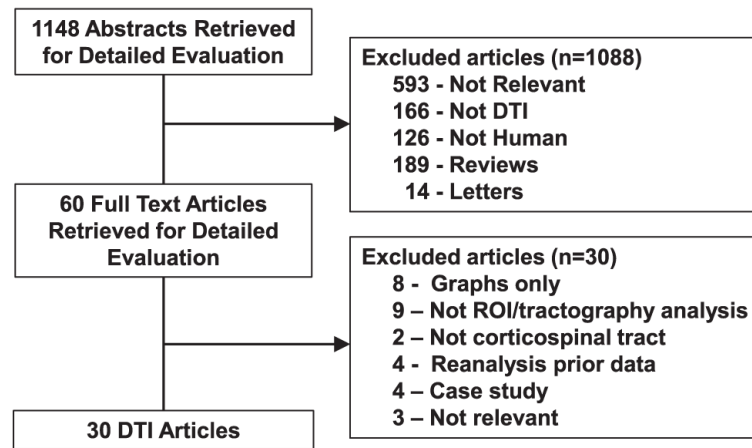 1148 Abstracts Retrieved
for Detailed Evaluation
Excluded articles (n=1088)
593 - Not Relevant
166 - Not DTI
126 - Not Human
189 - Reviews
14 - Letters
60 Full Text Articles
Retrieved for Detailed
Evaluation
Excluded articles (n=30)
8 - Graphs only
9 – Not ROI/tractography analysis
2 – Not corticospinal tract
4 - Reanalysis prior data
4 – Case study
3 – Not relevant
30 DTI Articles